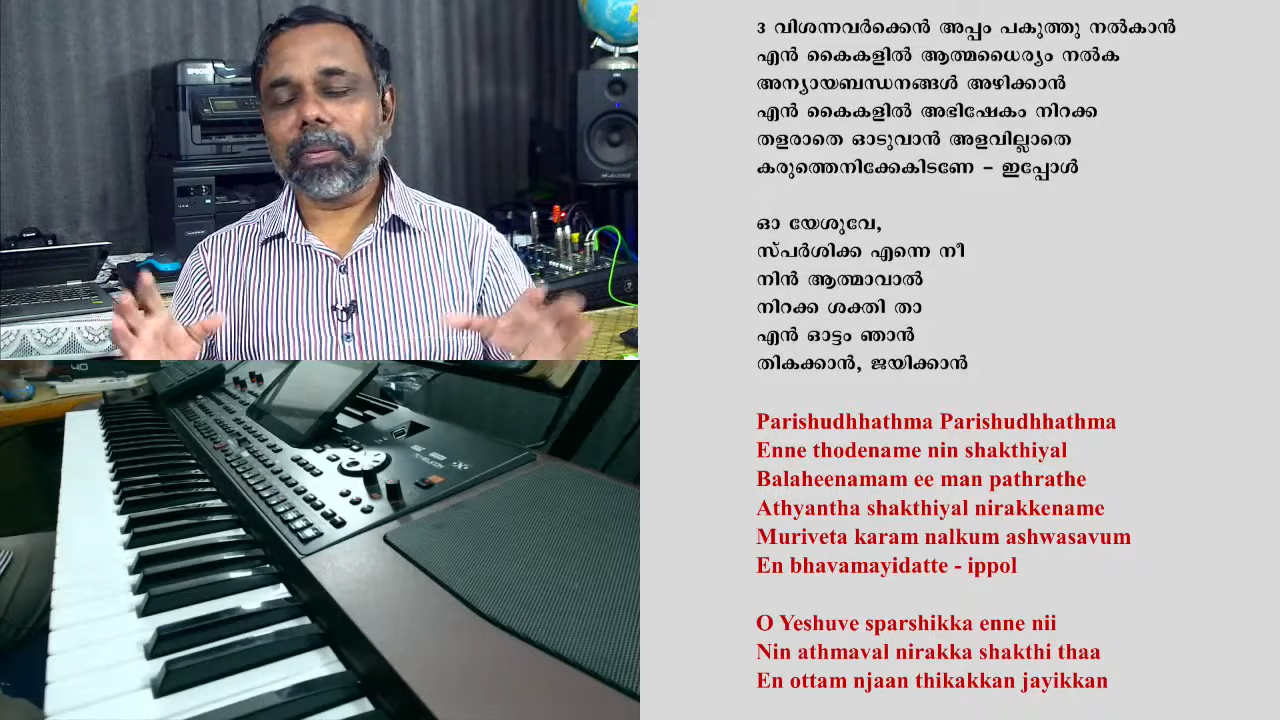 3 വിശന്നവർക്കെൻ അപ്പം പകുത്തു നൽകാൻ
എൻ കൈകളിൽ ആത്മധൈര്യം നൽക
അന്യായബന്ധനങ്ങൾ അഴിക്കാൻ
എൻ കൈകളിൽ അഭിഷേകം നിറക്ക
തളരാതെ ഓടുവാൻ അളവില്ലാതെ
കരുത്തെനിക്കേകിടണേ – ഇപ്പോൾ
ഓ യേശുവേ,
സ്പർശിക്ക എന്നെ നീ
നിൻ ആത്മാവാൽ
നിറക്ക ശക്തി താ
എൻ ഓട്ടം ഞാൻ
തികക്കാൻ, ജയിക്കാൻ
Parishudhhathma Parishudhhathma
Enne thodename nin shakthiyal
Balaheenamam ee man pathrathe
Athyantha shakthiyal nirakkename
Muriveta karam nalkum ashwasavum
En bhavamayidatte - ippol
O Yeshuve sparshikka enne nii
Nin athmaval nirakka shakthi thaa
En ottam njaan thikakkan jayikkan